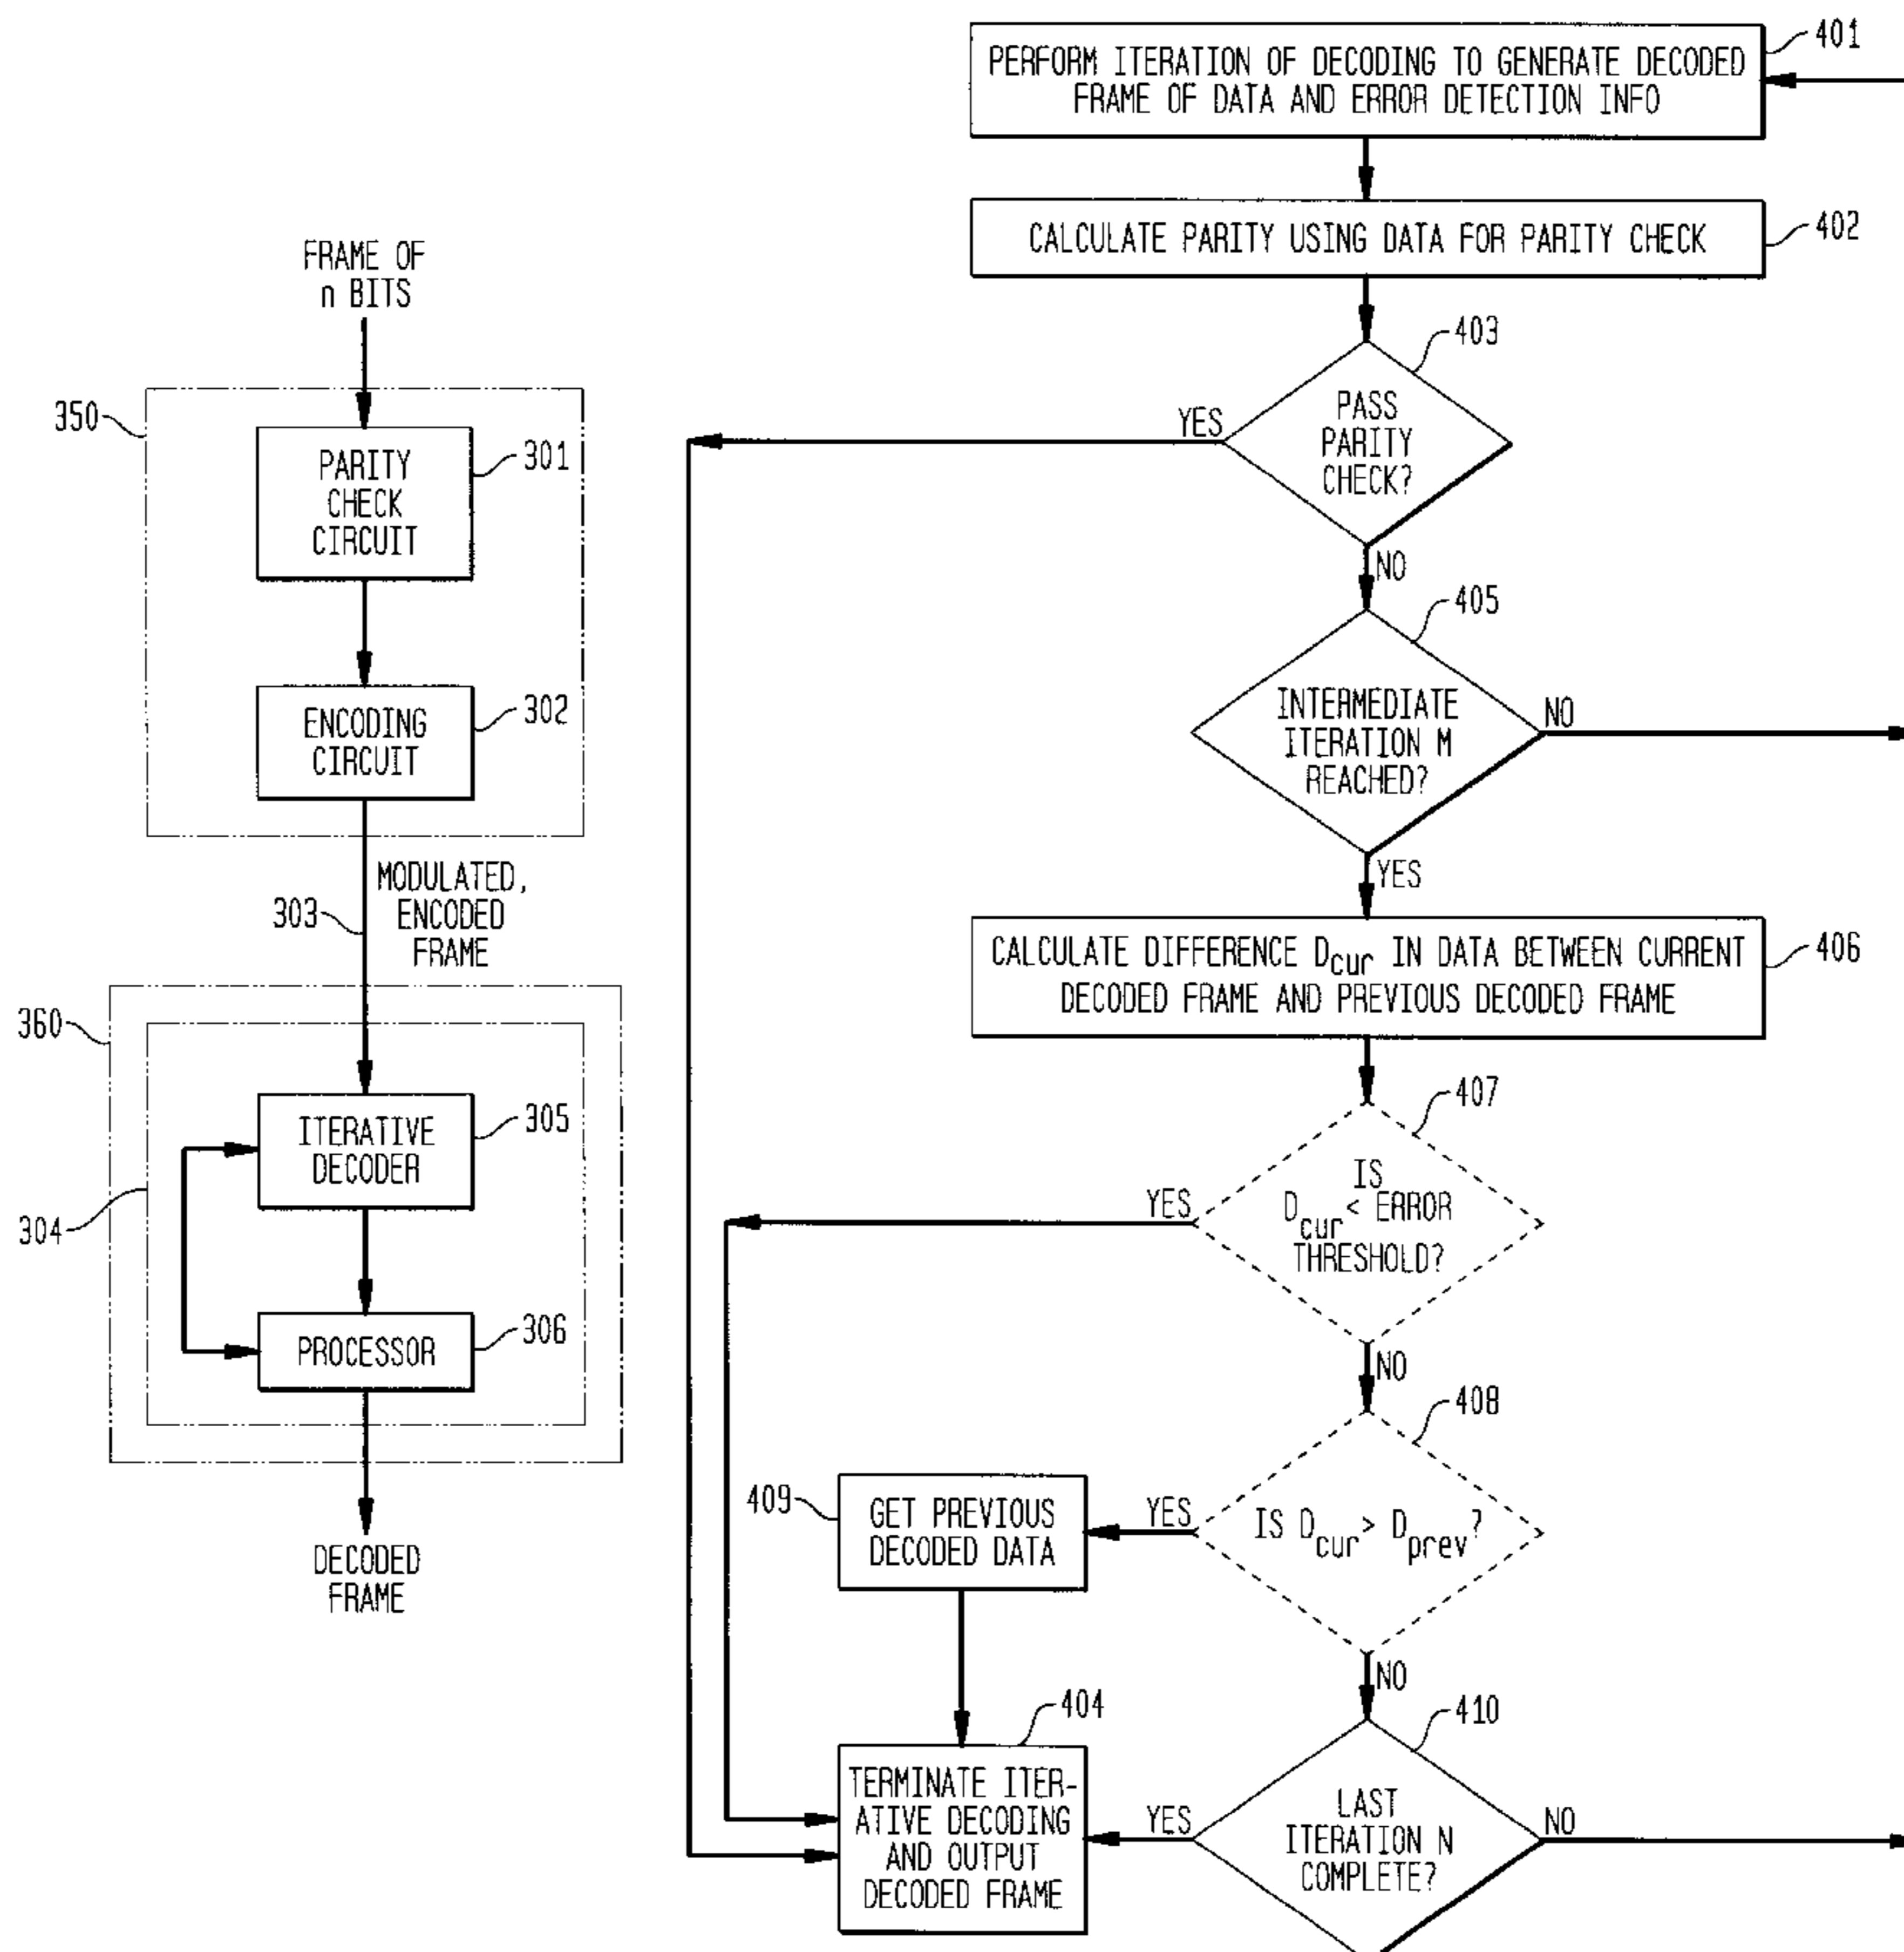 FRAME OF
n BITS
350
PARITY
CHECK
CIRCUIT
301
ENCODING
CIRCUIT
302
303
MODULATED,
ENCODED
FRAME
360
304
ITERATIVE
DECODER
305
PROCESSOR
306
DECODED
FRAME
401
PERFORM ITERATION OF DECODING TO GENERATE DECODED
FRAME OF DATA AND ERROR DETECTION INFO
402
CALCULATE PARITY USING DATA FOR PARITY CHECK
403
PASS
PARITY
CHECK?
YES
NO
405
INTERMEDIATE
ITERATION M
REACHED?
NO
YES
406
CALCULATE DIFFERENCE Dcur IN DATA BETWEEN CURRENT
DECODED FRAME AND PREVIOUS DECODED FRAME
407
IS
Dcur < ERROR
THRESHOLD?
YES
NO
408
IS Dcur > Dprev?
YES
NO
409
GET PREVIOUS
DECODED DATA
404
TERMINATE ITER-
ATIVE DECODING
AND OUTPUT
DECODED FRAME
410
LAST
ITERATION N
COMPLETE?
YES
NO